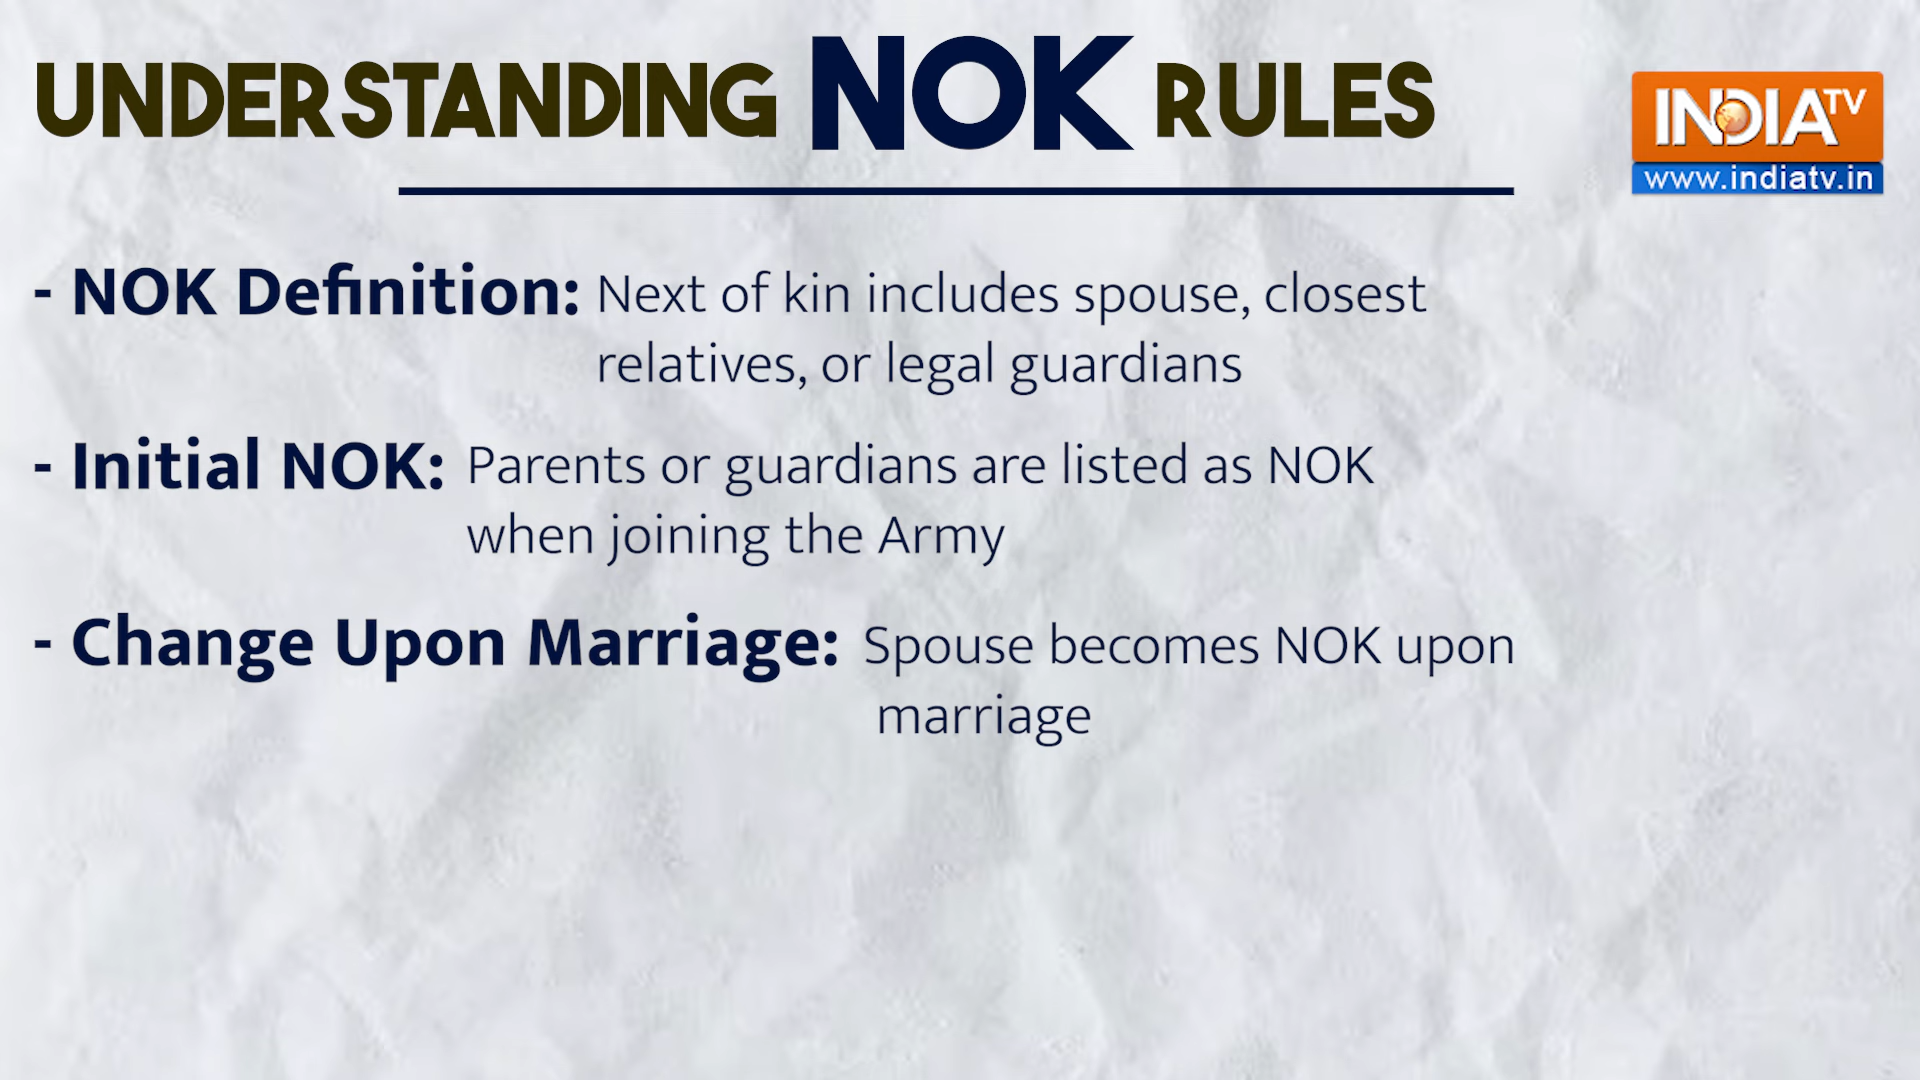 UNDERSTANDING NOK RULES
INDIA TV
www.indiatv.in
- NOK Definition: Next of kin includes spouse, closest
relatives, or legal guardians
- Initial NOK: Parents or guardians are listed as NOK
when joining the Army
- Change Upon Marriage: Spouse becomes NOK upon
marriage